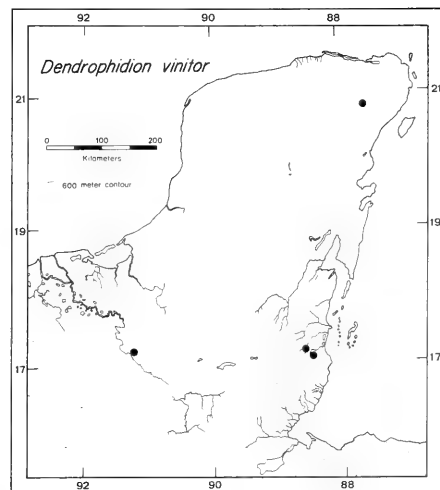 92 90 88
Dendrophidion vinitor
21 21
0 100 200
Kilometers
600 meter contour
19 19
17 17
92 90 88